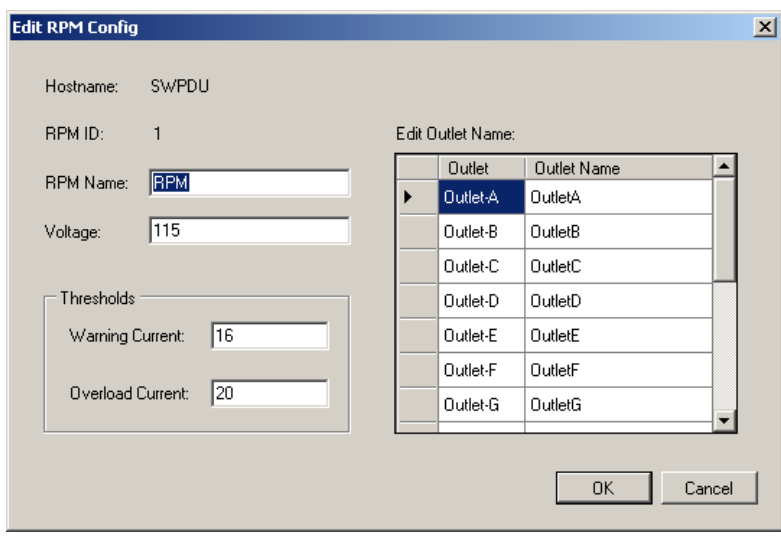 Edit RPM Config
Hostname: SWPDU
RPM ID: 1
RPM Name: RPM
Voltage: 115
Thresholds
Warning Current: 16
Overload Current: 20
Edit Outlet Name:
Outlet Outlet Name
Outlet-A OutletA
Outlet-B OutletB
Outlet-C OutletC
Outlet-D OutletD
Outlet-E OutletE
Outlet-F OutletF
Outlet-G OutletG
OK Cancel